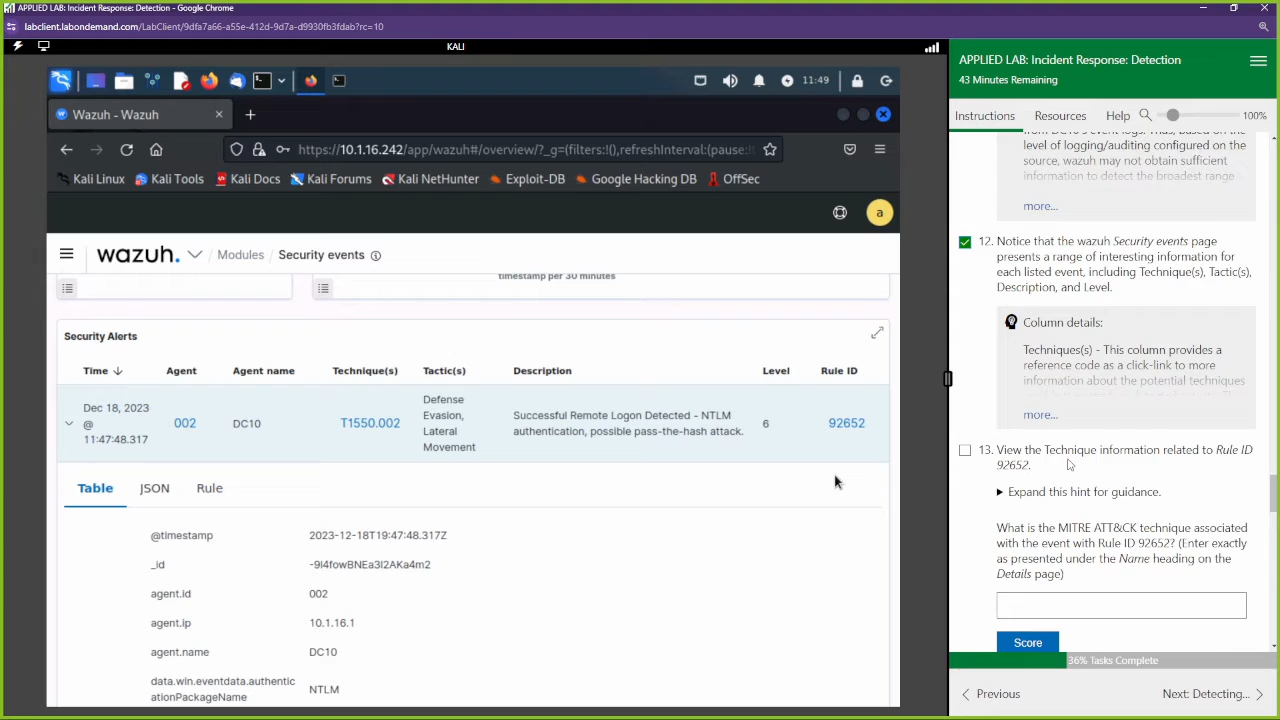 APPLIED LAB: Incident Response: Detection - Google Chrome
labclient.labondemand.com/LabClient/9dfa7a66-a55e-412d-9d7a-d9930fb3fdab?rc=10
KALI
11:49
Wazuh - Wazuh
https://10.1.16.242/app/wazuh#/overview/?_g=(filters:!(),refreshInterval:(pause:!
Kali Linux Kali Tools Kali Docs Kali Forums Kali NetHunter Exploit-DB Google Hacking DB OffSec
a
wazuh. / Modules / Security events
timestamp per 30 minutes
Security Alerts
Time Agent Agent name Technique(s) Tactic(s) Description Level Rule ID
Dec 18, 2023
@
11:47:48.317
002
DC10
T1550.002
Defense
Evasion,
Lateral
Movement
Successful Remote Logon Detected - NTLM
authentication, possible pass-the-hash attack.
6
92652
Table JSON Rule
@timestamp 2023-12-18T19:47:48.317Z
_id -9l4fowBNEa3l2AKa4m2
agent.id 002
agent.ip 10.1.16.1
agent.name DC10
data.win.eventdata.authentic
ationPackageName
NTLM
APPLIED LAB: Incident Response: Detection
43 Minutes Remaining
Instructions Resources Help 100%
from DC10's event logs. Thus, based on the
level of logging/auditing configured on the
source, wazuh may not obtain sufficient
information to detect the broadest range
more...
12. Notice that the wazuh Security events page
presents a range of interesting information for
each listed event, including Technique(s), Tactic(s),
Description, and Level.
Column details:
Techniques(s) - This column provides a
reference code as a click-link to more
information about the potential techniques
more...
13. View the Technique information related to Rule ID
92652.
Expand this hint for guidance.
What is the MITRE ATT&CK technique associated
with the event with Rule ID 92652? (Enter exactly
as presented under the Name heading on the
Details page)
Score
36% Tasks Complete
Previous Next: Detecting...